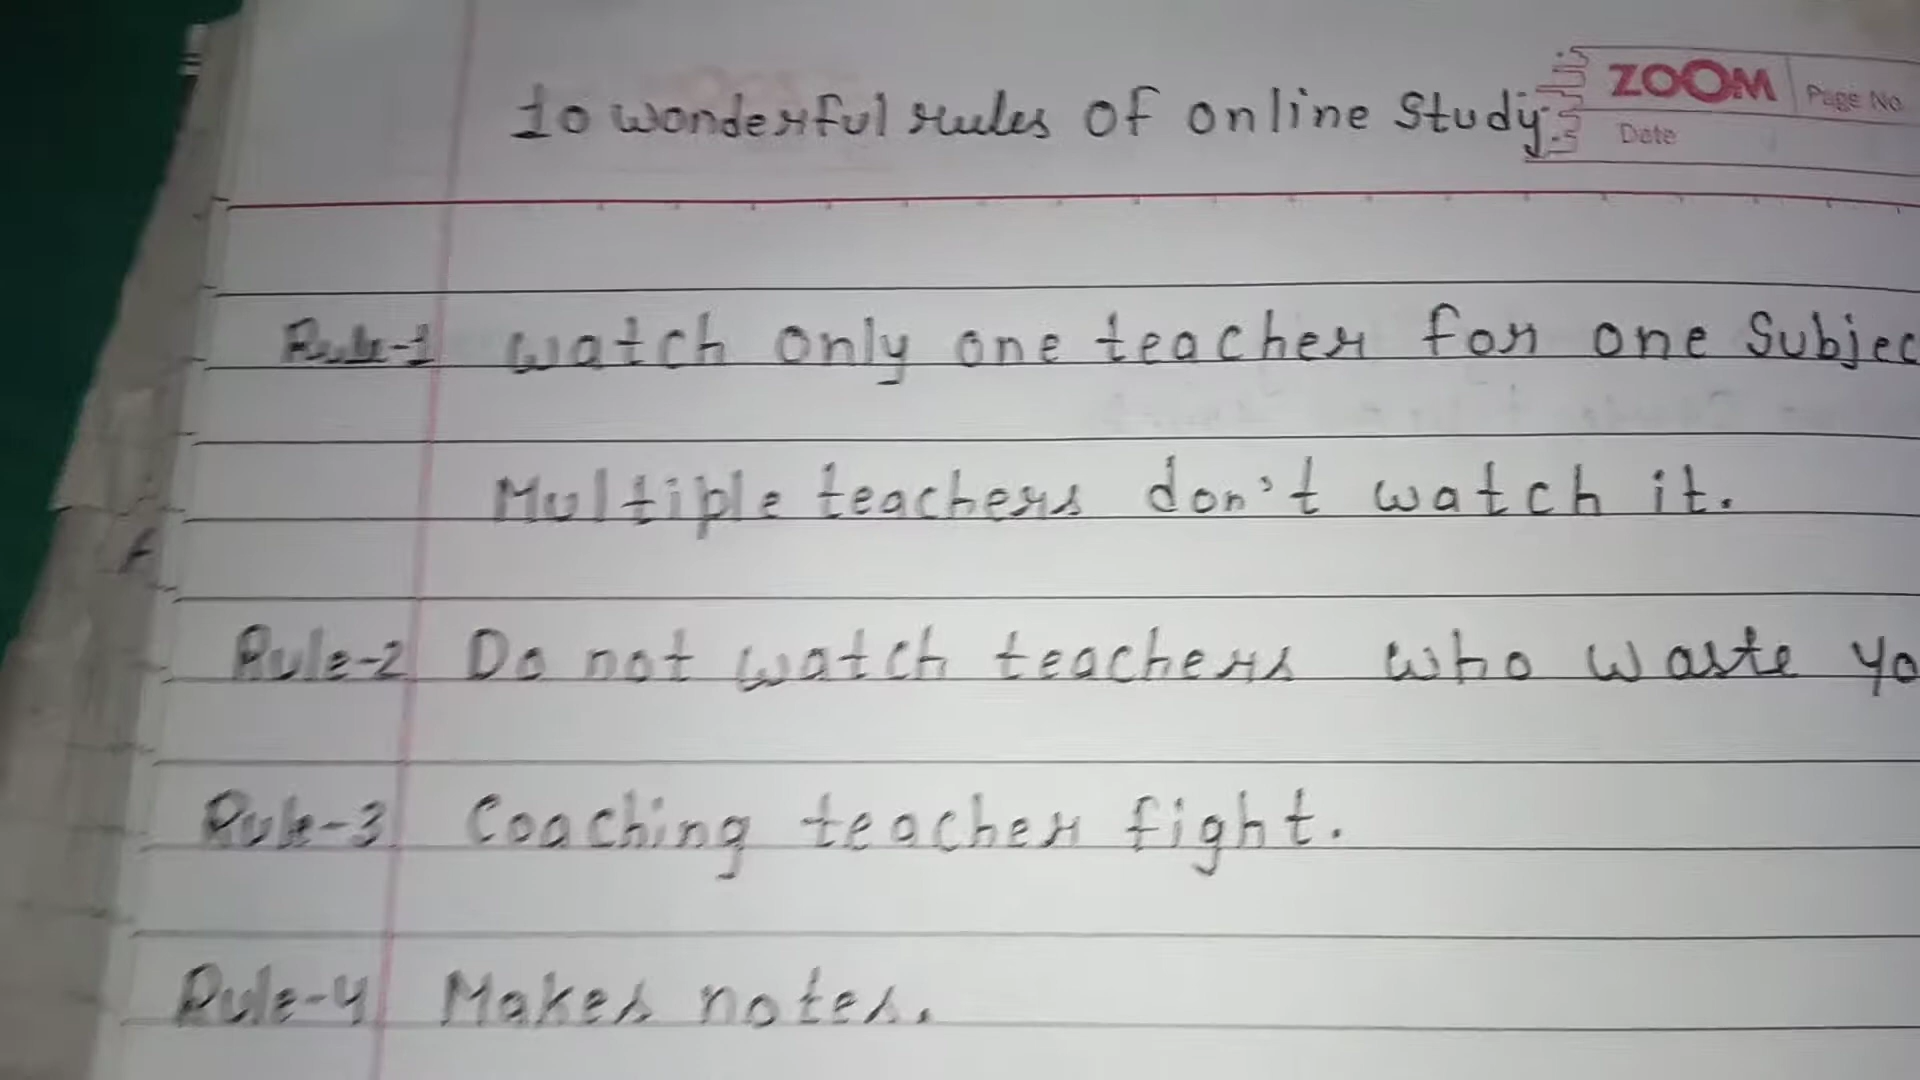 10 wonderful rules of online Study.
ZOOM
Page No
Date
Rule-1 Watch only one teacher for one Subjec
Multiple teachers don't watch it.
Rule-2 Do not watch teachers who waste yo
Rule-3 Coaching teacher fight.
Rule-4 Makes notes.